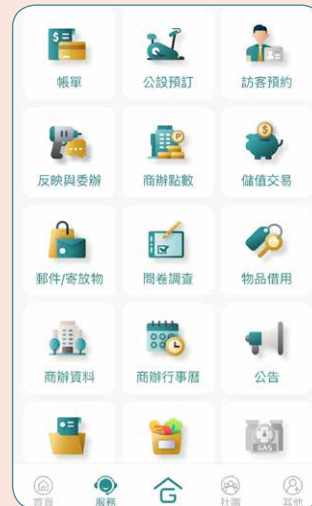 帳單
公設預訂
訪客預約
反映與委辦
商辦點數
儲值交易
郵件/寄放物
問卷調查
物品借用
商辦資料
商辦行事曆
公告
GAS
首頁
服務
社團
其他